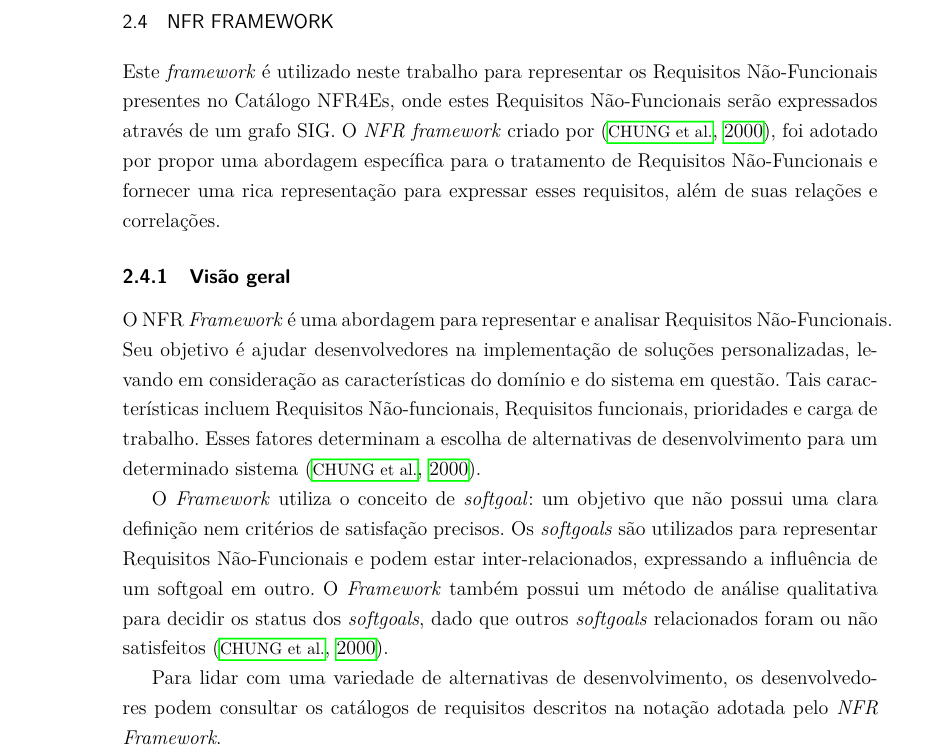 2.4 NFR FRAMEWORK
Este framework é utilizado neste trabalho para representar os Requisitos Não-Funcionais
presentes no Catálogo NFR4Es, onde estes Requisitos Não-Funcionais serão expressados
através de um grafo SIG. O NFR framework criado por (CHUNG et al., 2000), foi adotado
por propor uma abordagem específica para o tratamento de Requisitos Não-Funcionais e
fornecer uma rica representação para expressar esses requisitos, além de suas relações e
correlações.
2.4.1 Visão geral
O NFR Framework é uma abordagem para representar e analisar Requisitos Não-Funcionais.
Seu objetivo é ajudar desenvolvedores na implementação de soluções personalizadas, le-
vando em consideração as características do domínio e do sistema em questão. Tais carac-
terísticas incluem Requisitos Não-funcionais, Requisitos funcionais, prioridades e carga de
trabalho. Esses fatores determinam a escolha de alternativas de desenvolvimento para um
determinado sistema (CHUNG et al., 2000).
O Framework utiliza o conceito de softgoal: um objetivo que não possui uma clara
definição nem critérios de satisfação precisos. Os softgoals são utilizados para representar
Requisitos Não-Funcionais e podem estar inter-relacionados, expressando a influência de
um softgoal em outro. O Framework também possui um método de análise qualitativa
para decidir os status dos softgoals, dado que outros softgoals relacionados foram ou não
satisfeitos (CHUNG et al., 2000).
Para lidar com uma variedade de alternativas de desenvolvimento, os desenvolvedo-
res podem consultar os catálogos de requisitos descritos na notação adotada pelo NFR
Framework.